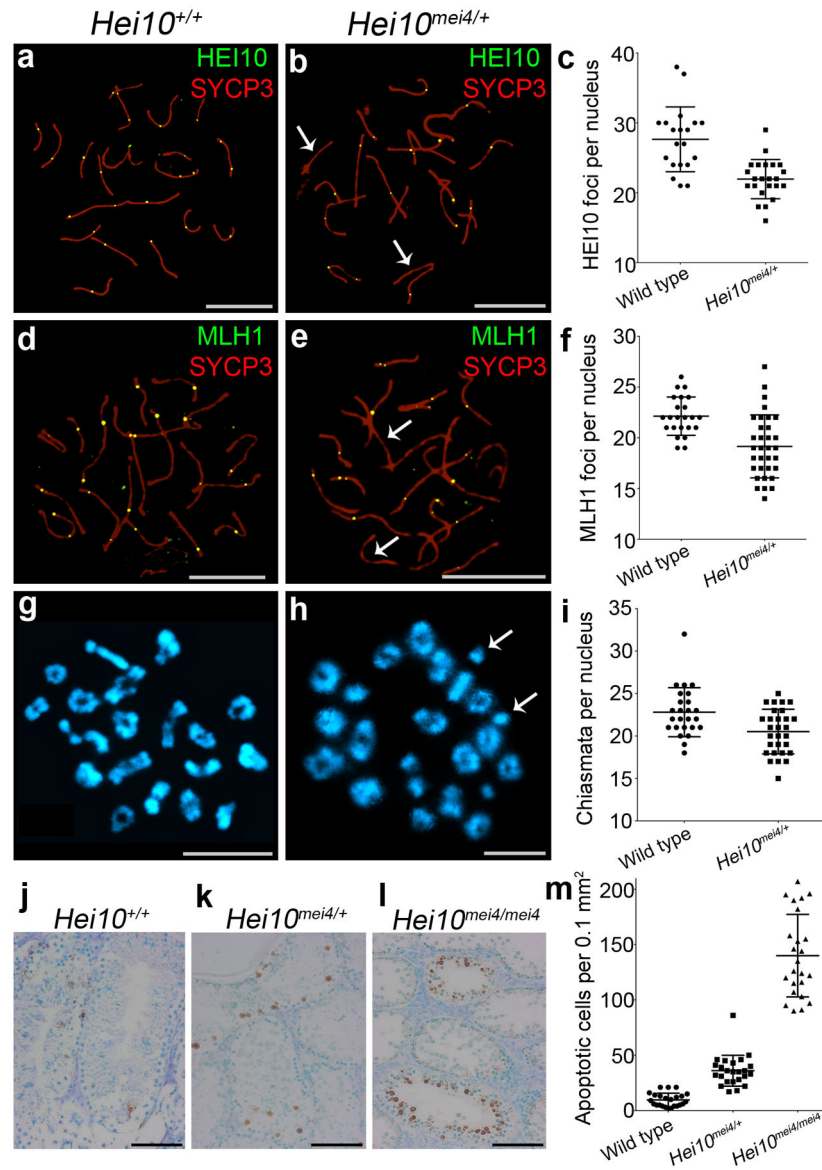 Hei10+/+
Hei10mei4/+
a
HEI10
SYCP3
b
HEI10
SYCP3
c
HEI10 foci per nucleus
40
30
20
10
Wild type
Hei10mei4/+
d
MLH1
SYCP3
e
MLH1
SYCP3
f
MLH1 foci per nucleus
30
25
20
15
10
Wild type
Hei10mei4/+
g
h
i
Chiasmata per nucleus
35
30
25
20
15
10
Wild type
Hei10mei4/+
j
Hei10+/+
k
Hei10mei4/+
l
Hei10mei4/mei4
m
Apoptotic cells per 0.1 mm²
200
150
100
50
0
Wild type
Hei10mei4/+
Hei10mei4/mei4